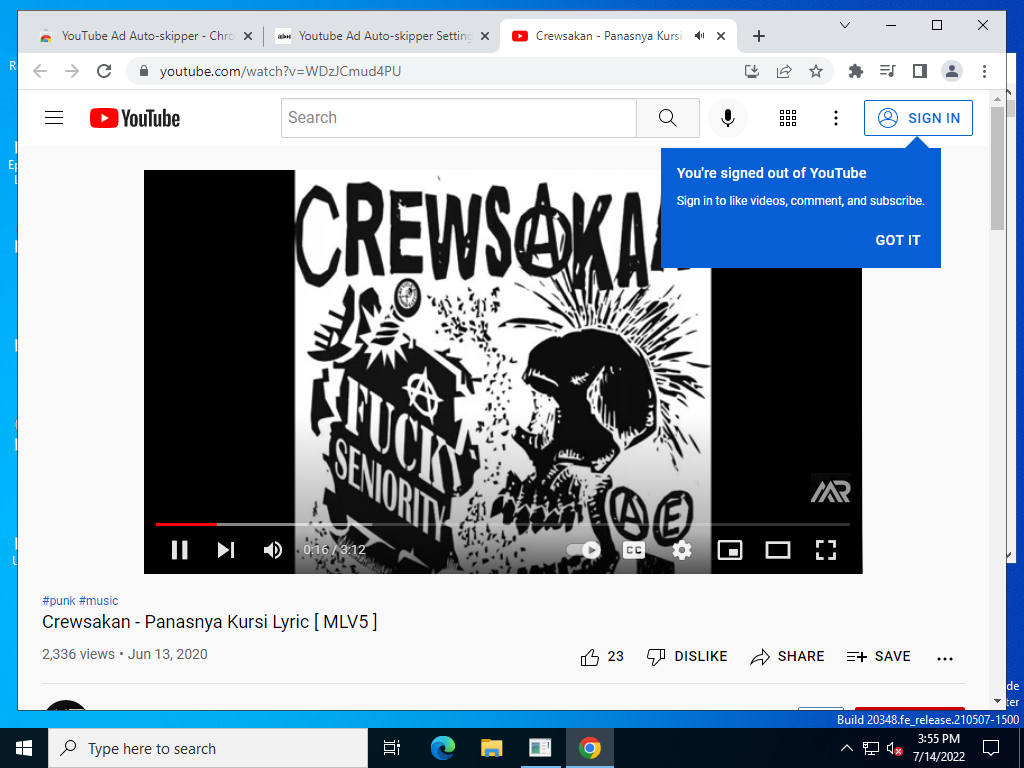 YouTube Ad Auto-skipper - Chro
Youtube Ad Auto-skipper Setting
Crewsakan - Panasnya Kursi
youtube.com/watch?v=WDzJCmud4PU
YouTube
Search
SIGN IN
You're signed out of YouTube
Sign in to like videos, comment, and subscribe.
GOT IT
CREWSAKA
FUCK
SENIORITY
A E
MR
0:16 / 3:12
CC
#punk #music
Crewsakan - Panasnya Kursi Lyric [ MLV5 ]
2,336 views • Jun 13, 2020
23
DISLIKE
SHARE
SAVE
Build 20348.fe_release.210507-1500
Type here to search
3:55 PM
7/14/2022